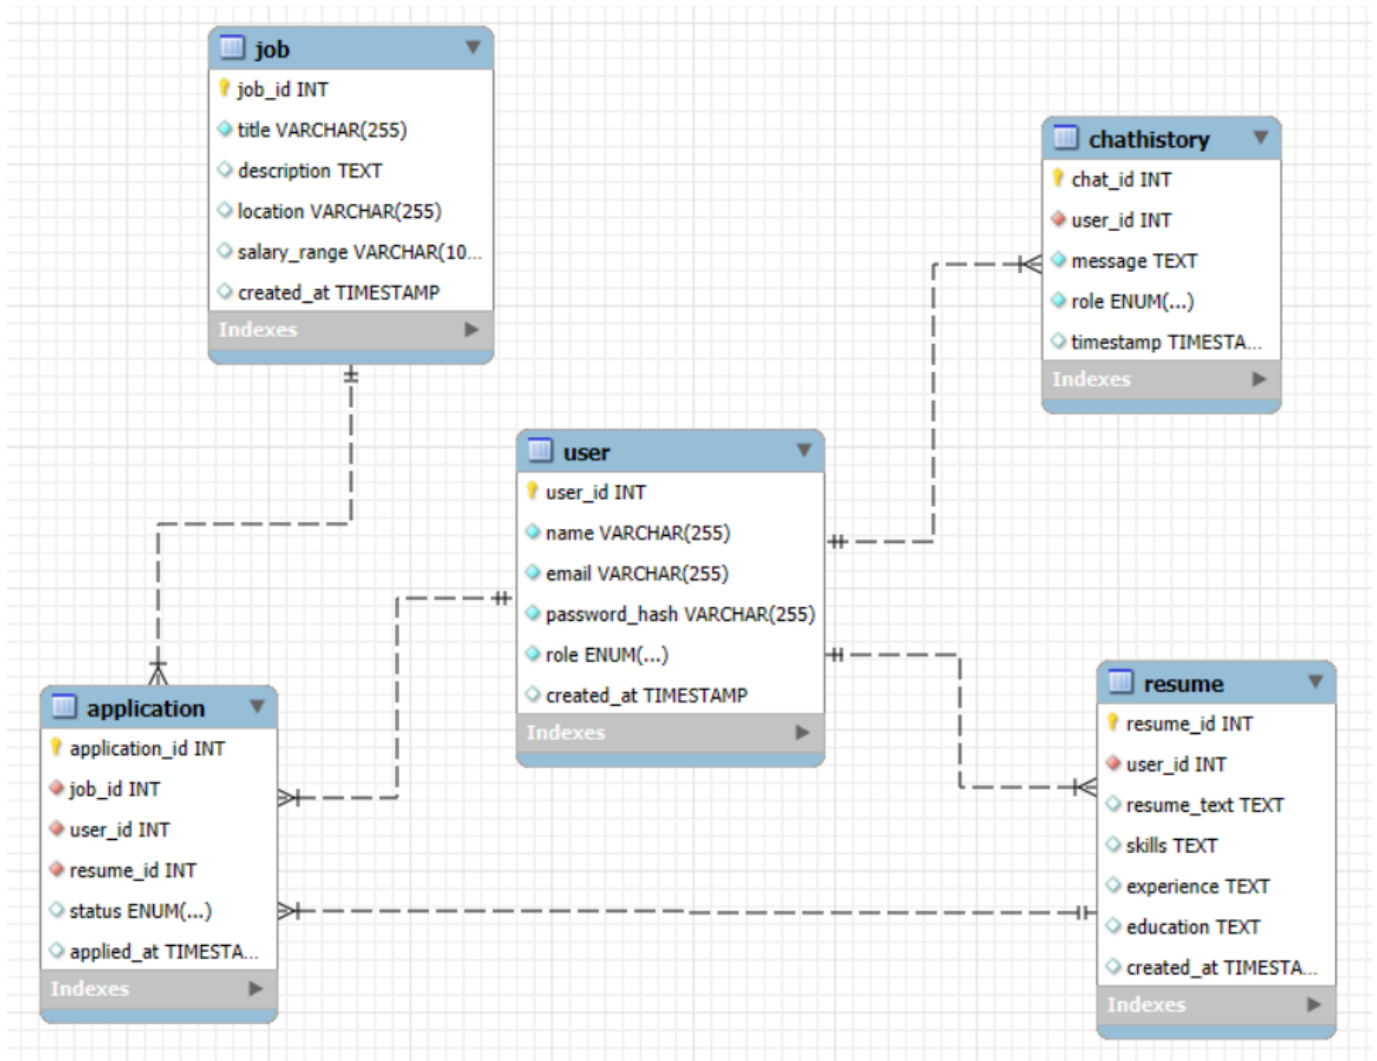 job
job_id INT
title VARCHAR(255)
description TEXT
location VARCHAR(255)
salary_range VARCHAR(10...
created_at TIMESTAMP
Indexes
chathistory
chat_id INT
user_id INT
message TEXT
role ENUM(...)
timestamp TIMESTA...
Indexes
user
user_id INT
name VARCHAR(255)
email VARCHAR(255)
password_hash VARCHAR(255)
role ENUM(...)
created_at TIMESTAMP
Indexes
application
application_id INT
job_id INT
user_id INT
resume_id INT
status ENUM(...)
applied_at TIMESTA...
Indexes
resume
resume_id INT
user_id INT
resume_text TEXT
skills TEXT
experience TEXT
education TEXT
created_at TIMESTA...
Indexes